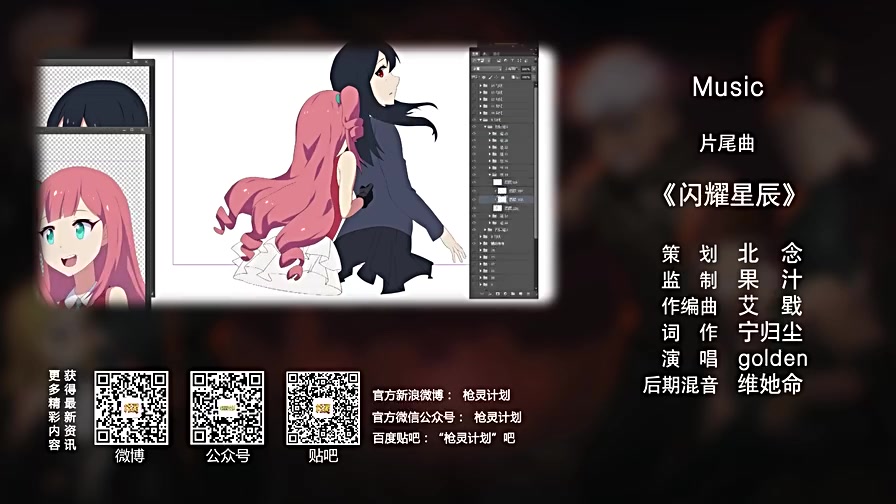 Music
片尾曲
《闪耀星辰》
策 划 北 念
监 制 果 汁
作编曲 艾 戥
词 作 宁归尘
演 唱 golden
后期混音 维她命
获得最新资讯
更多精彩内容
微博
公众号
贴吧
官方新浪微博： 枪灵计划
官方微信公众号： 枪灵计划
百度贴吧：“枪灵计划”吧